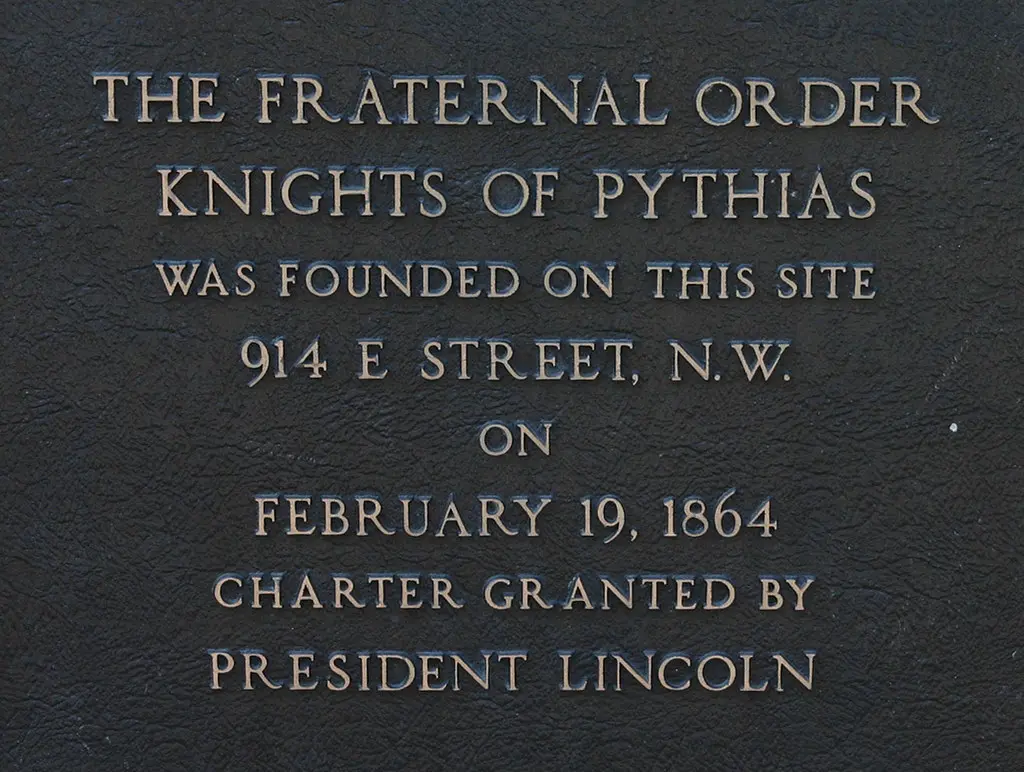 THE FRATERNAL ORDER
KNIGHTS OF PYTHIAS
WAS FOUNDED ON THIS SITE
914 E STREET, N.W.
ON
FEBRUARY 19, 1864
CHARTER GRANTED BY
PRESIDENT LINCOLN